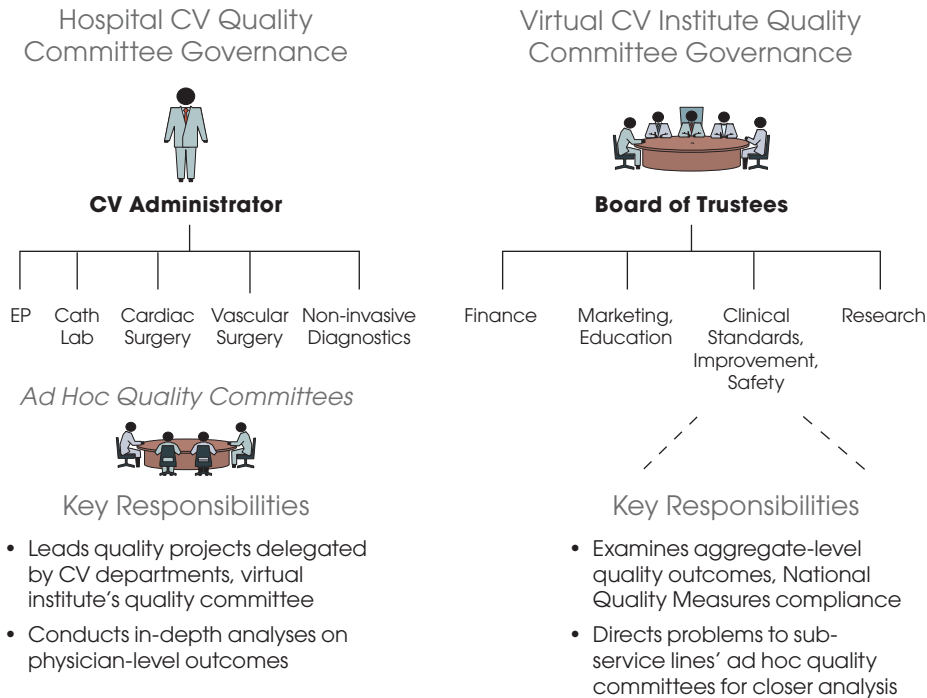 Hospital CV Quality
Committee Governance
CV Administrator
EP
Cath
Lab
Cardiac
Surgery
Vascular
Surgery
Non-invasive
Diagnostics
Ad Hoc Quality Committees
Key Responsibilities
• Leads quality projects delegated
by CV departments, virtual
institute’s quality committee
• Conducts in-depth analyses on
physician-level outcomes
Virtual CV Institute Quality
Committee Governance
Board of Trustees
Finance
Marketing,
Education
Clinical
Standards,
Improvement,
Safety
Research
Key Responsibilities
• Examines aggregate-level
quality outcomes, National
Quality Measures compliance
• Directs problems to sub-
service lines’ ad hoc quality
committees for closer analysis